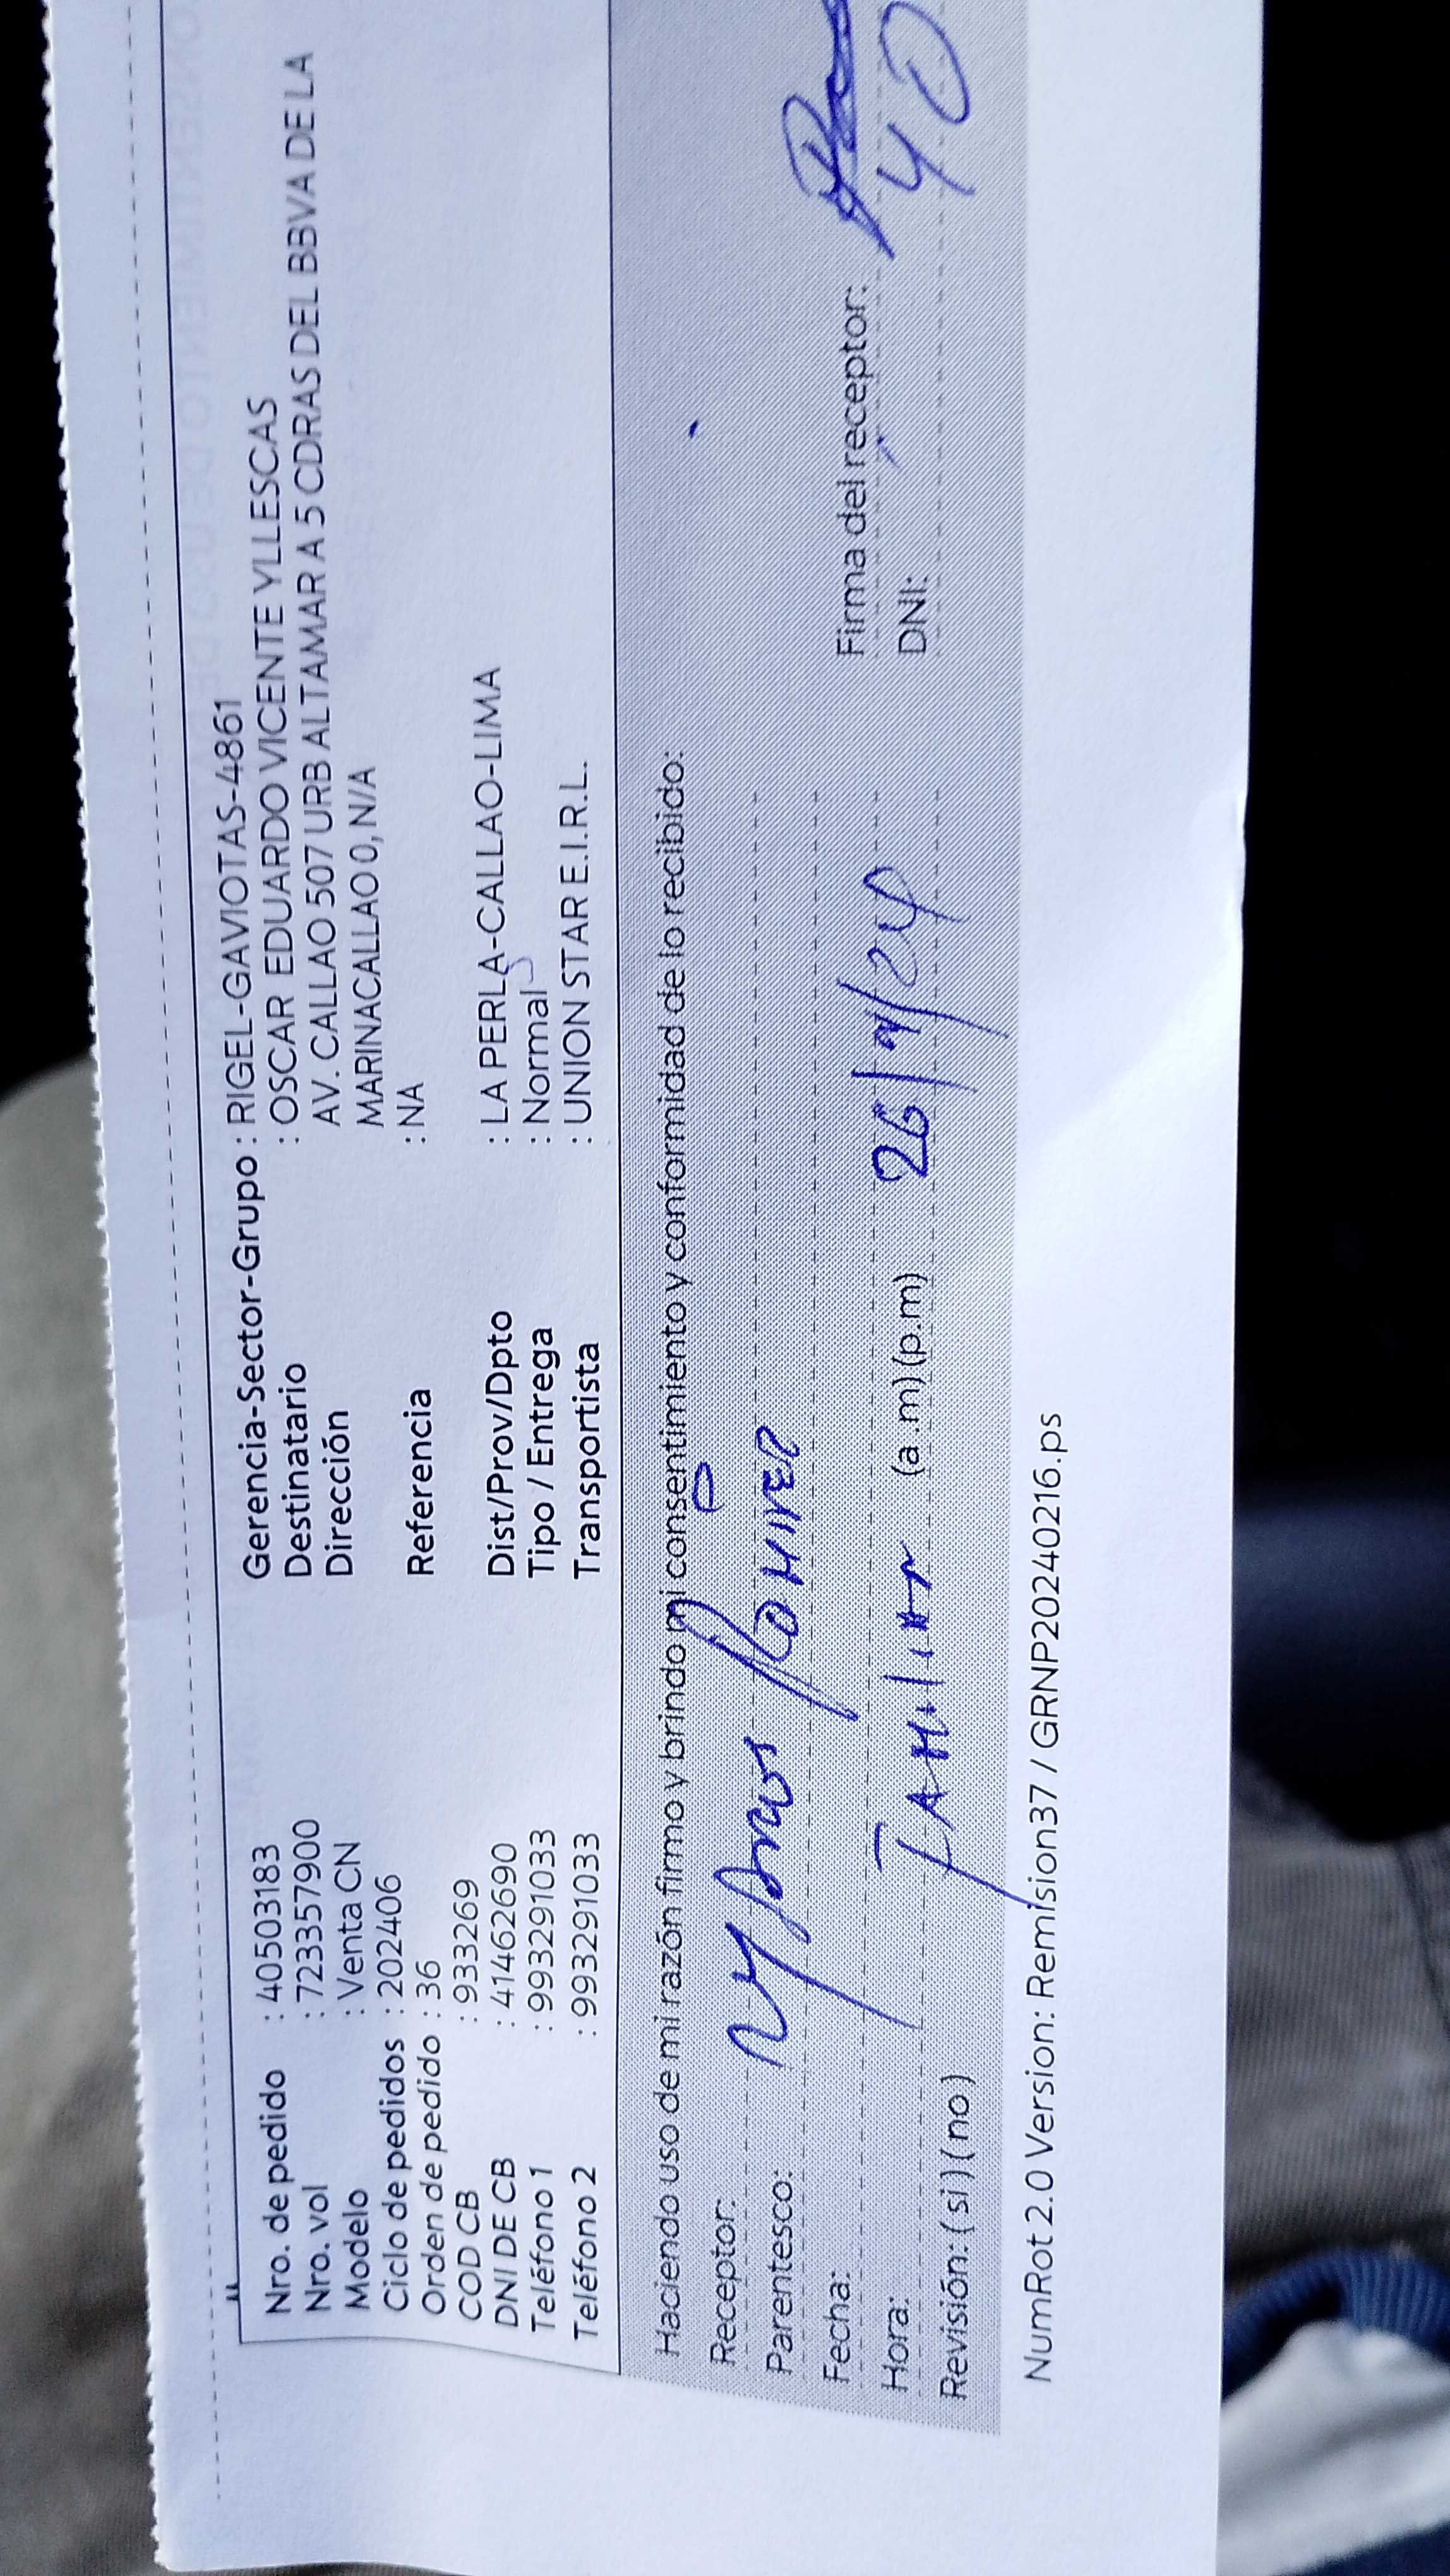 Nro. de pedido : 40503183 Gerencia-Sector-Grupo : RIGEL-GAVIOTAS-4861
Nro. vol : 723357900 Destinatario : OSCAR EDUARDO VICENTE YLLESCAS
Modelo : Venta CN Dirección AV. CALLAO 507 URB ALTAMAR A 5 CDRAS DEL BBVA DE LA
Ciclo de pedidos : 202406 MARINACALLAO 0, N/A
Orden de pedido : 36 Referencia : NA
COD CB : 933269
DNI DE CB : 41462690 Dist/Prov/Dpto : LA PERLA-CALLAO-LIMA
Teléfono 1 : 993291033 Tipo / Entrega : Normal
Teléfono 2 : 993291033 Transportista : UNION STAR E.I.R.L.
Haciendo uso de mi razón firmo y brindo mi consentimiento y conformidad de lo recibido:
Receptor:
Parentesco:
Fecha: Firma del receptor:
Hora: Familiar (a.m) (p.m) 26 24 DNI: 40
Revisión: (si) (no)
NumRot 2.0 Version: Remision37 / GRNP20240216.ps